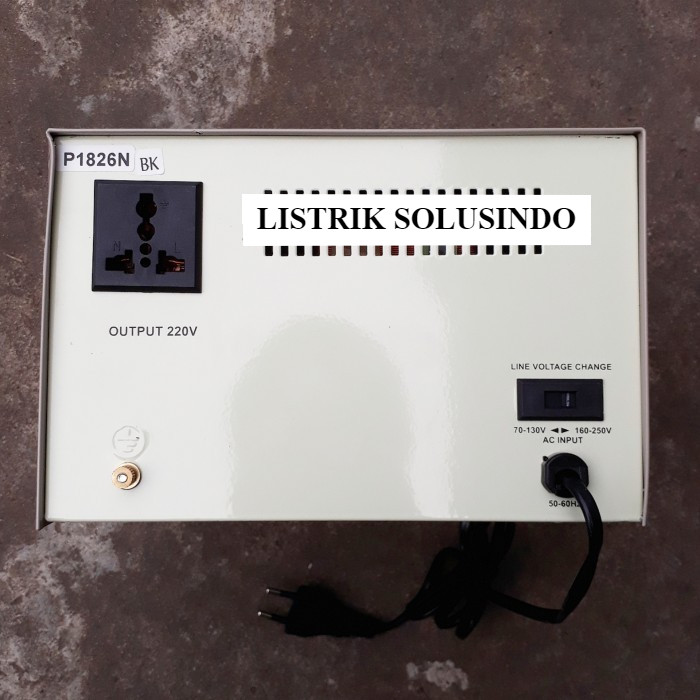 P1826N BK
LISTRIK SOLUSINDO
OUTPUT 220V
LINE VOLTAGE CHANGE
70-130V ◄► 160-250V
AC INPUT
50-60HZ